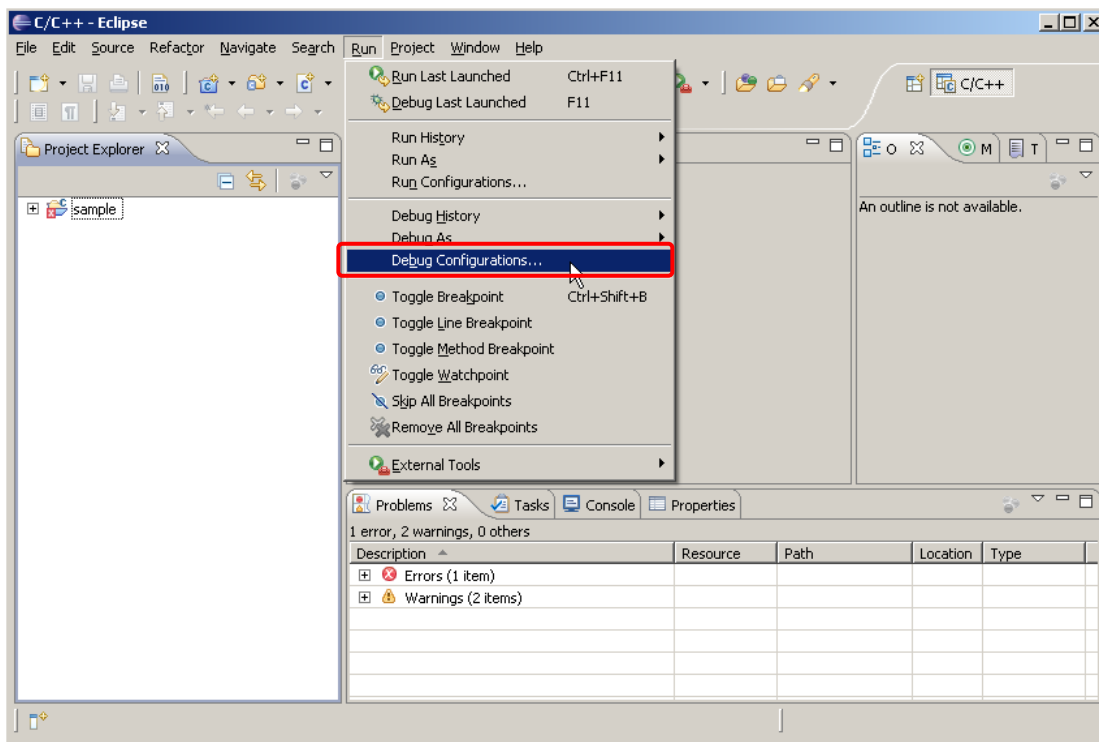 C/C++ - Eclipse
File Edit Source Refactor Navigate Search Run Project Window Help
Run Last Launched Ctrl+F11
Debug Last Launched F11
C/C++
Run History
Run As
Run Configurations...
Debug History
Debug As
Debug Configurations...
Toggle Breakpoint Ctrl+Shift+B
Toggle Line Breakpoint
Toggle Method Breakpoint
Toggle Watchpoint
Skip All Breakpoints
Remove All Breakpoints
External Tools
Project Explorer
sample
O M T
An outline is not available.
Problems Tasks Console Properties
1 error, 2 warnings, 0 others
Description Resource Path Location Type
Errors (1 item)
Warnings (2 items)